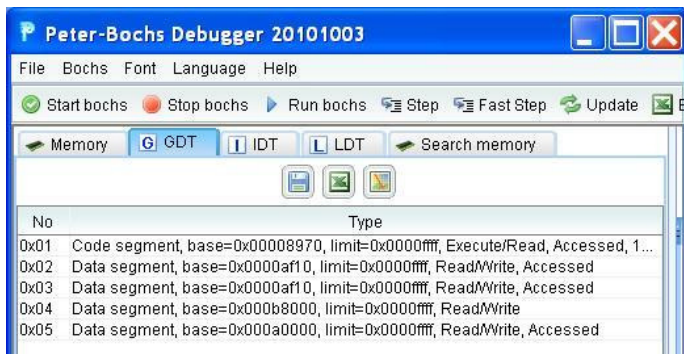 Peter-Bochs Debugger 20101003
File Bochs Font Language Help
Start bochs Stop bochs Run bochs Step Fast Step Update E
Memory G GDT I IDT L LDT Search memory
No Type
0x01 Code segment, base=0x00008970, limit=0x0000ffff, Execute/Read, Accessed, 1...
0x02 Data segment, base=0x0000af10, limit=0x0000ffff, Read/Write, Accessed
0x03 Data segment, base=0x0000af10, limit=0x0000ffff, Read/Write, Accessed
0x04 Data segment, base=0x000b8000, limit=0x0000ffff, Read/Write
0x05 Data segment, base=0x000a0000, limit=0x0000ffff, Read/Write, Accessed